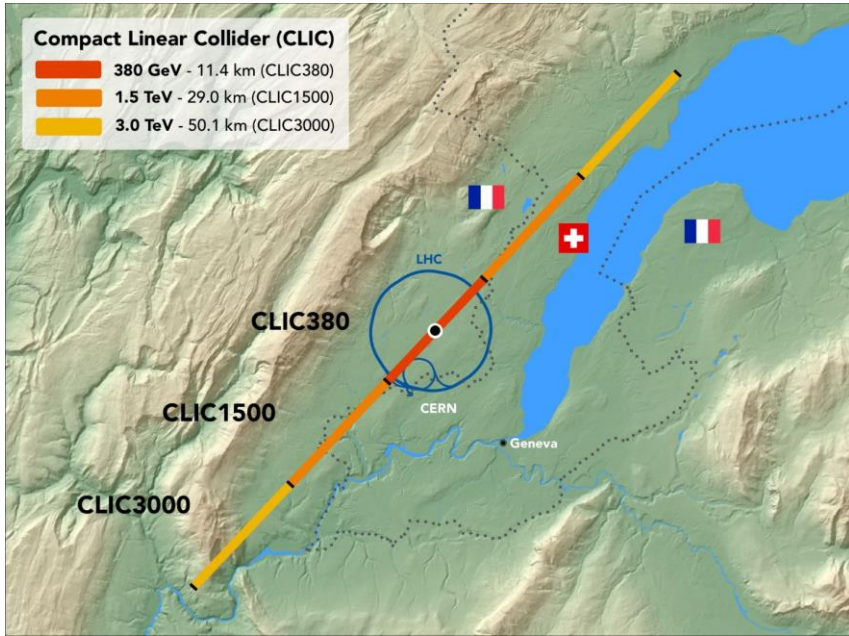 Compact Linear Collider (CLIC)
380 GeV - 11.4 km (CLIC380)
1.5 TeV - 29.0 km (CLIC1500)
3.0 TeV - 50.1 km (CLIC3000)
LHC
CLIC380
CLIC1500
CERN
Geneva
CLIC3000